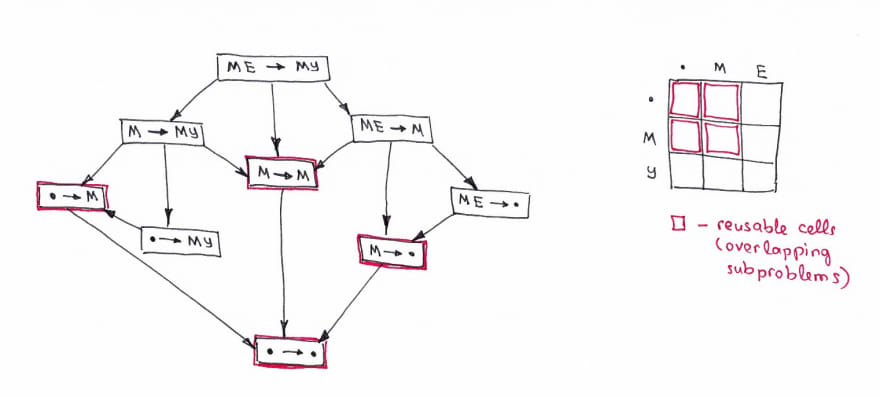 ME → MY
M → MY
ME → M
M → M
• → M
ME → •
• → MY
M → •
• → •
• M E
•
M
Y
– reusable cells
(overlapping
subproblems)